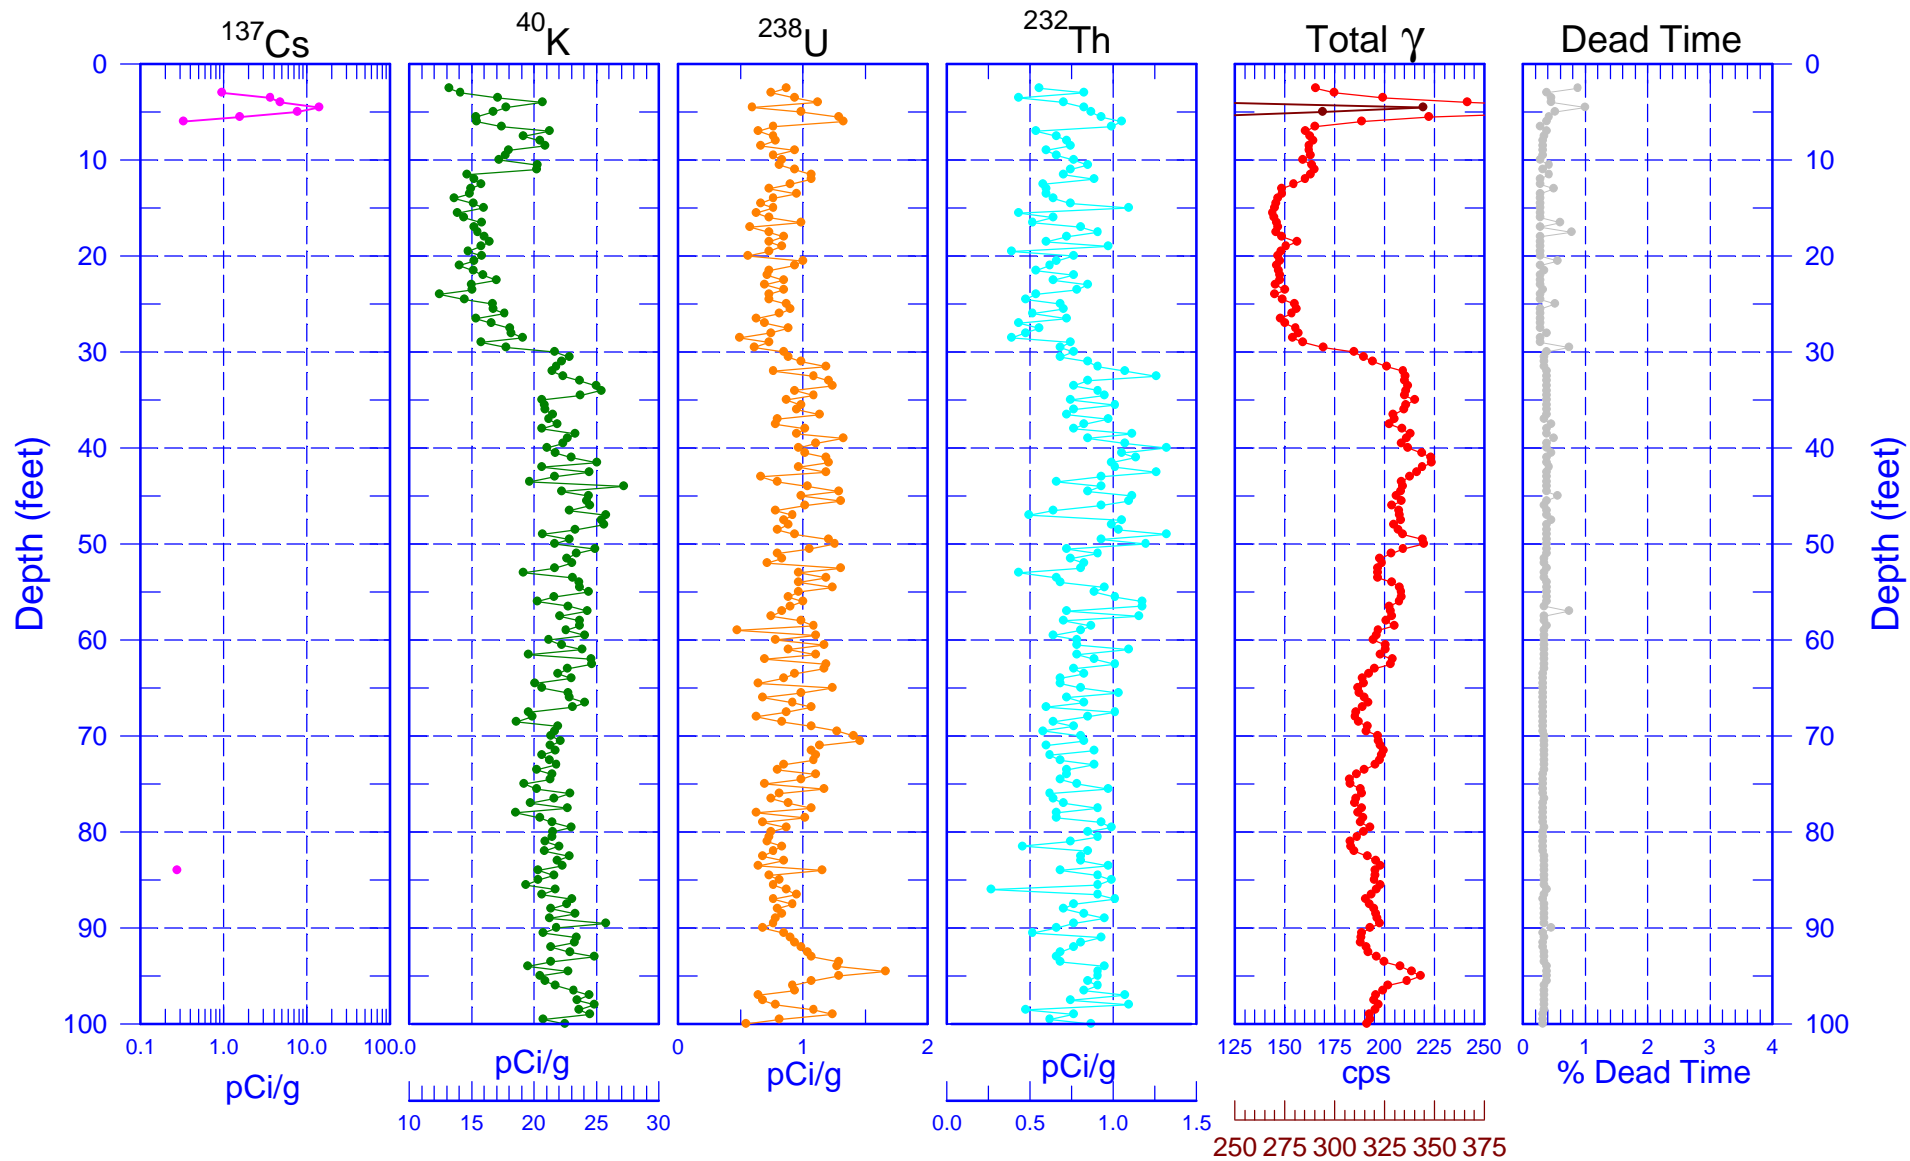 137Cs 40K 238U 232Th Total γ Dead Time
0 0
10 10
20 20
30 30
Depth (feet) Depth (feet)
40 40
50 50
60 60
70 70
80 80
90 90
100 100
0.1 1.0 10.0 100.0 0 1 2 125 150 175 200 225 250 0 1 2 3 4
pCi/g pCi/g pCi/g pCi/g cps % Dead Time
10 15 20 25 30 0.0 0.5 1.0 1.5
250 275 300 325 350 375